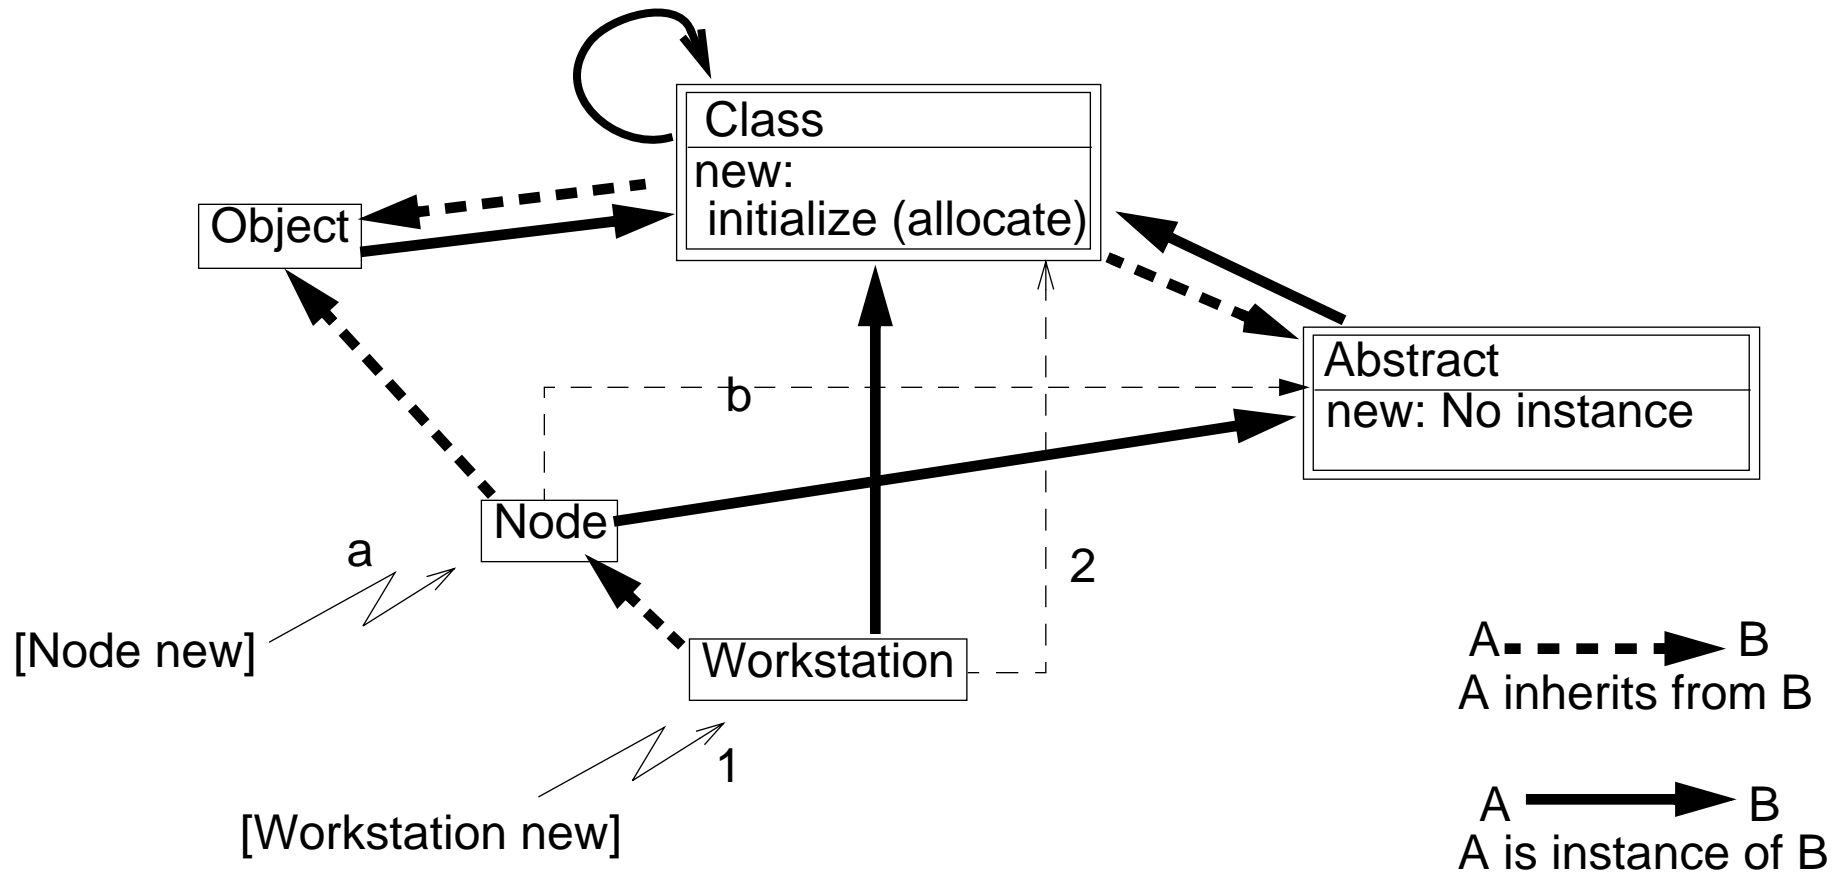 Class
new:
initialize (allocate)
Object
Abstract
new: No instance
b
Node
a
2
[Node new]
Workstation
A B
A inherits from B
1
[Workstation new]
A B
A is instance of B